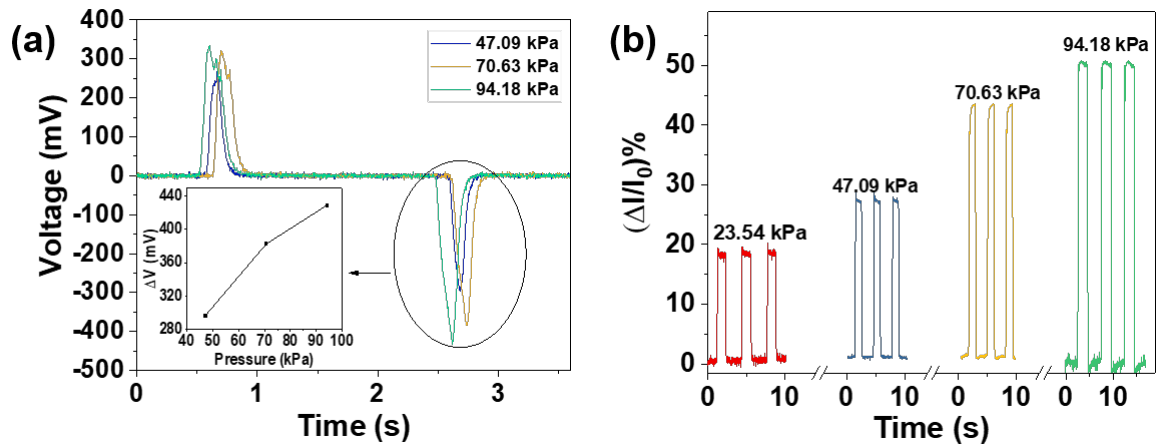 (a)
Voltage (mV)
400
300
200
100
0
-100
-200
-300
-400
-500
47.09 kPa
70.63 kPa
94.18 kPa
ΔV (mV)
440
400
360
320
280
40 50 60 70 80 90 100
Pressure (kPa)
0 1 2 3
Time (s)
(b)
(ΔI/I0)%
50
40
30
20
10
0
23.54 kPa
47.09 kPa
70.63 kPa
94.18 kPa
0 10 0 10 0 10 0 10
Time (s)